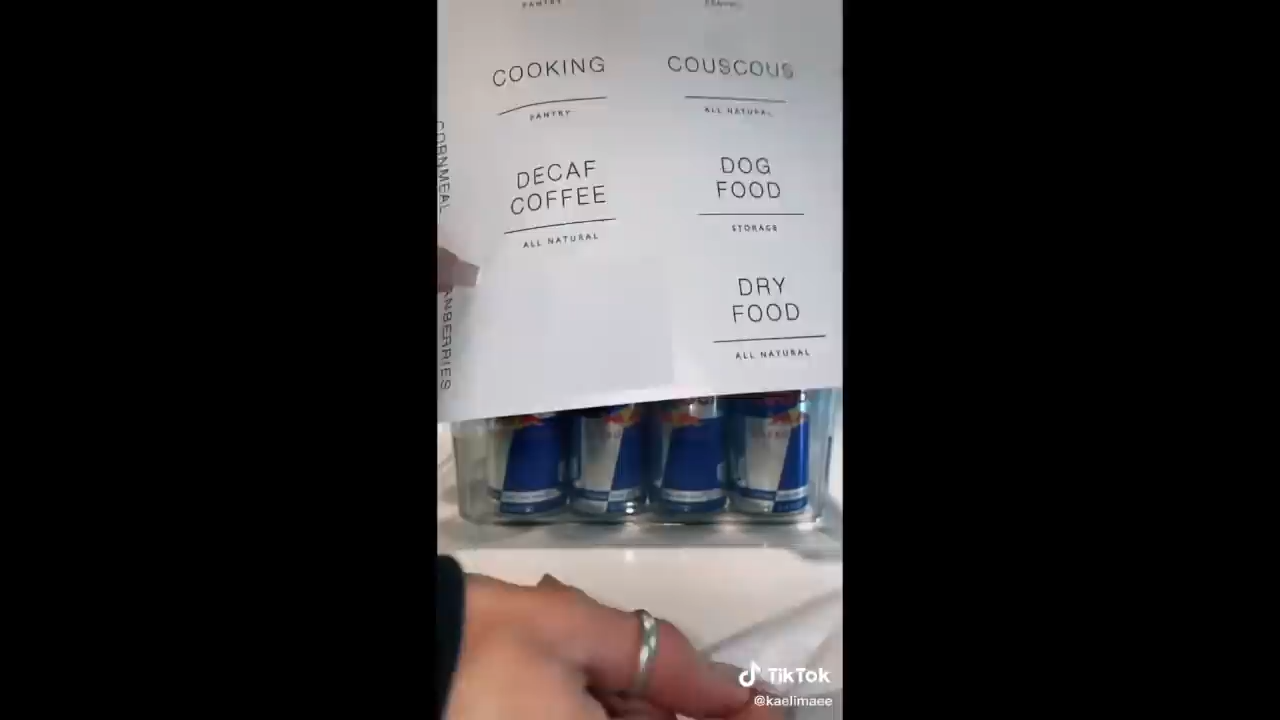 PANTRY
COOKING
PANTRY
COUSCOUS
ALL NATURAL
DECAF
COFFEE
ALL NATURAL
DOG
FOOD
STORAGE
DRY
FOOD
ALL NATURAL
CORNMEAL
TikTok
@kaelimaee